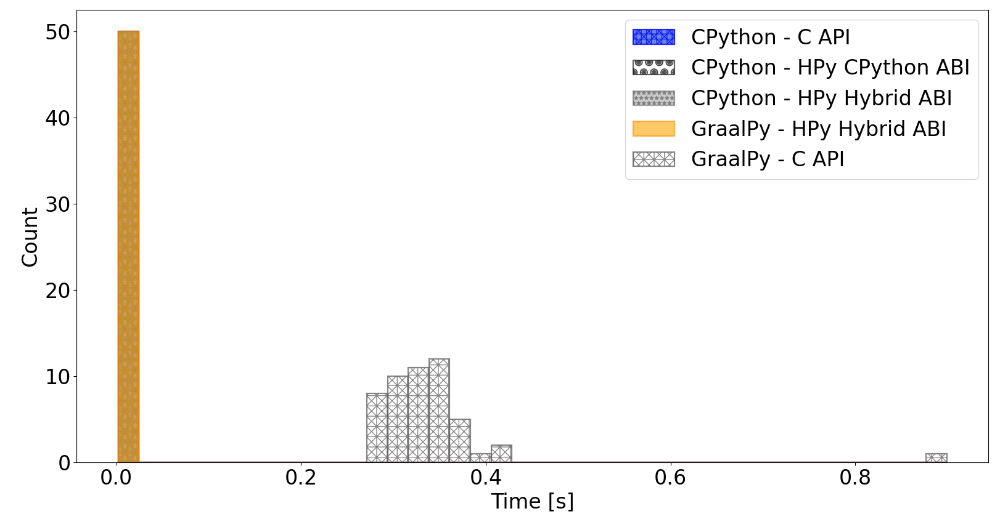 50
40
30
20
10
0
Count
0.0 0.2 0.4 0.6 0.8
Time [s]
CPython - C API
CPython - HPy CPython ABI
CPython - HPy Hybrid ABI
GraalPy - HPy Hybrid ABI
GraalPy - C API